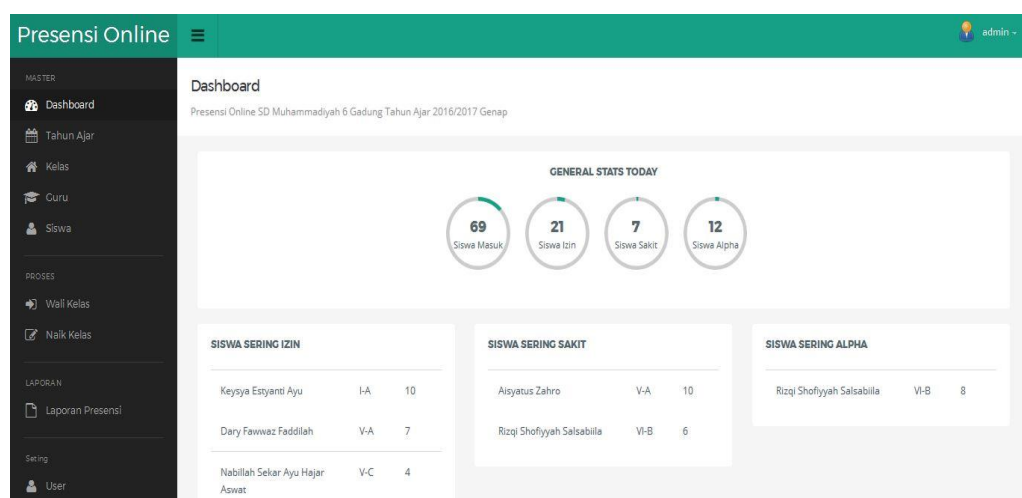 Presensi Online
admin
MASTER
Dashboard
Tahun Ajar
Kelas
Guru
Siswa
PROSES
Wali Kelas
Naik Kelas
LAPORAN
Laporan Presensi
Seting
User
Dashboard
Presensi Online SD Muhammadiyah 6 Gadung Tahun Ajar 2016/2017 Genap
GENERAL STATS TODAY
69
Siswa Masuk
21
Siswa Izin
7
Siswa Sakit
12
Siswa Alpha
SISWA SERING IZIN
Keysya Estyanti Ayu I-A 10
Dary Fawwaz Faddilah V-A 7
Nabillah Sekar Ayu Hajar V-C 4
Aswat
SISWA SERING SAKIT
Aisyatus Zahro V-A 10
Rizqi Shofiyyah Salsabiila VI-B 6
SISWA SERING ALPHA
Rizqi Shofiyyah Salsabiila VI-B 8